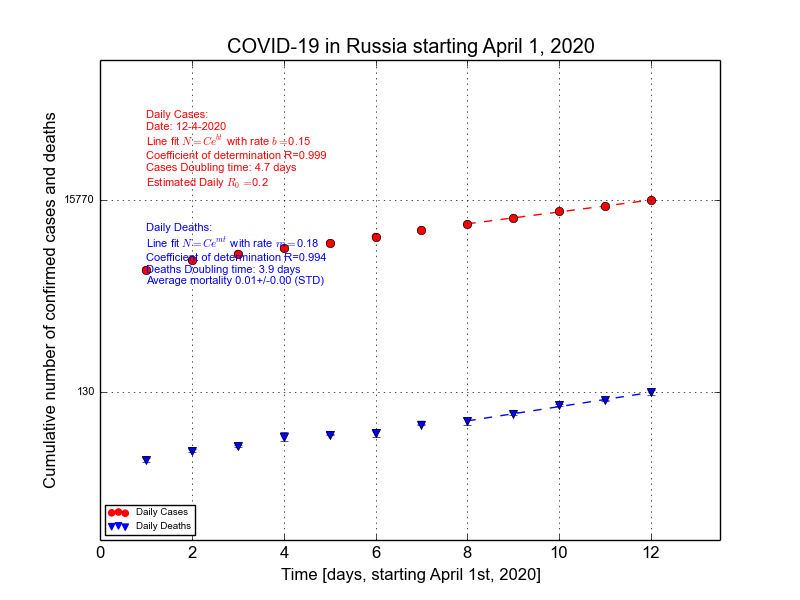 COVID-19 in Russia starting April 1, 2020
Daily Cases:
Date: 12-4-2020
Line fit N=Ce^{bt} with rate b=0.15
Coefficient of determination R=0.999
Cases Doubling time: 4.7 days
Estimated Daily R_0 =0.2
15770
Daily Deaths:
Line fit N=Ce^{mt} with rate m=0.18
Coefficient of determination R=0.994
Deaths Doubling time: 3.9 days
Average mortality 0.01+/-0.00 (STD)
130
Cumulative number of confirmed cases and deaths
Daily Cases
Daily Deaths
0 2 4 6 8 10 12
Time [days, starting April 1st, 2020]